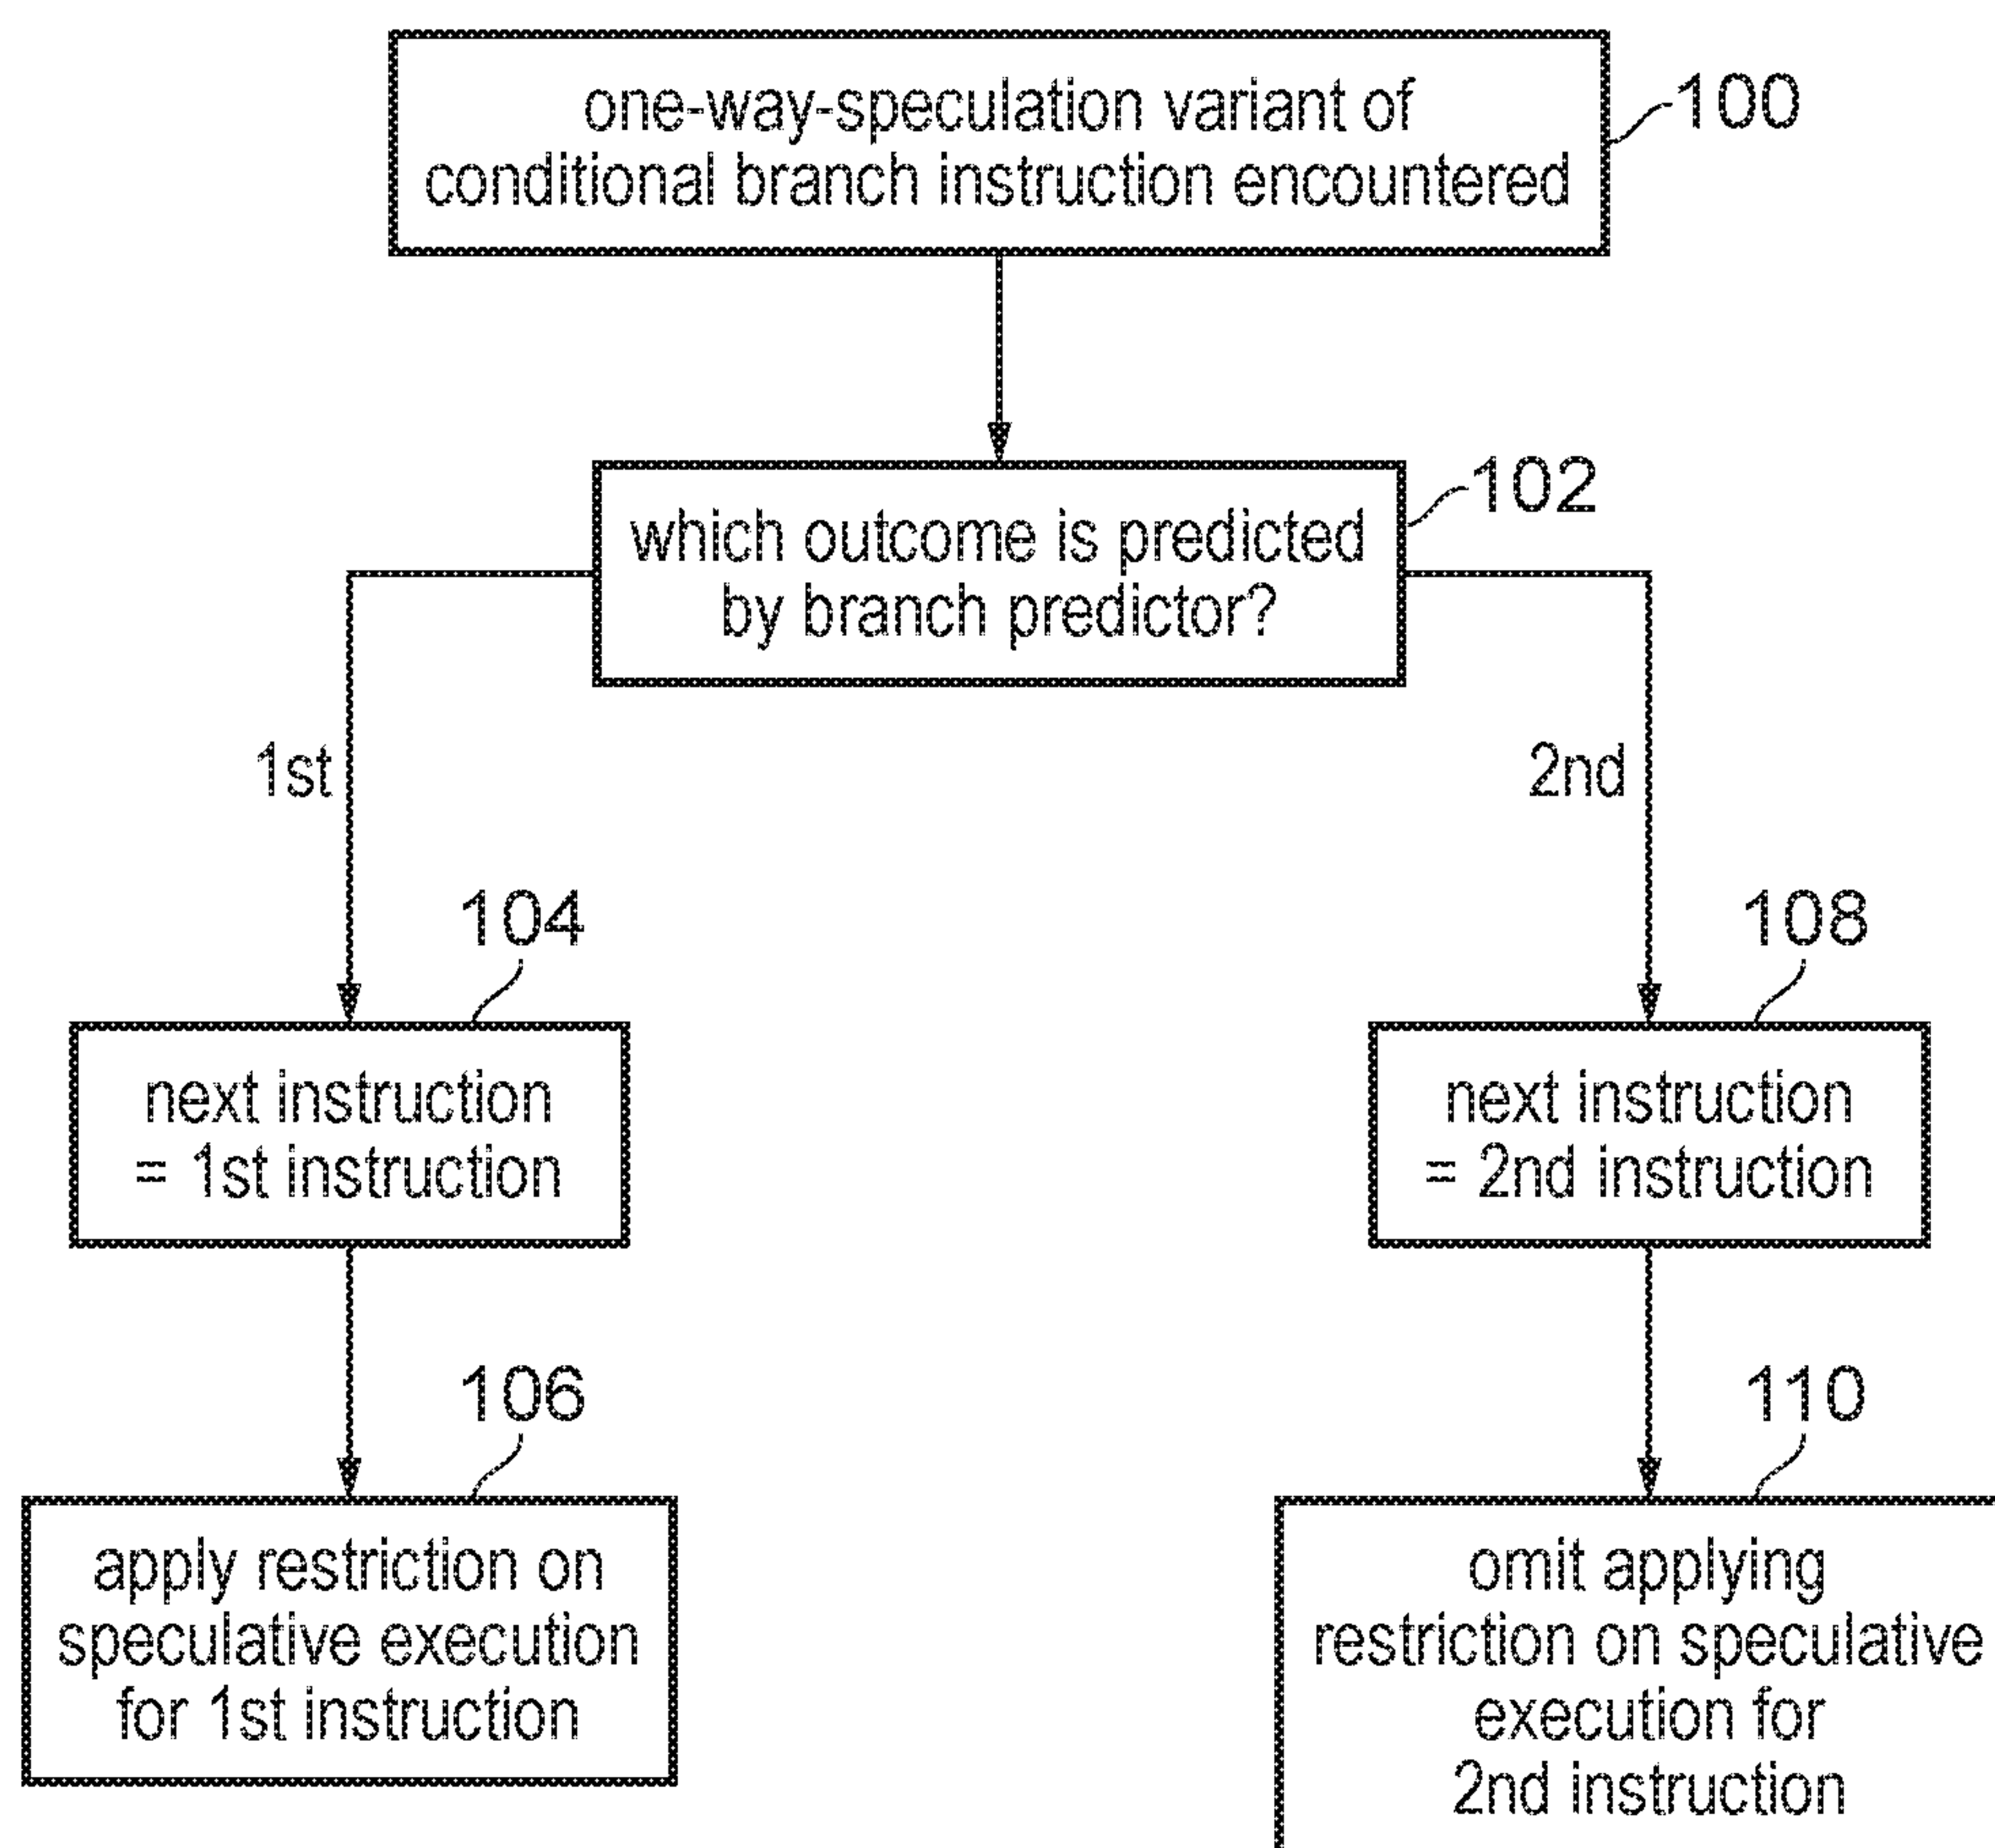 one-way-speculation variant of
conditional branch instruction encountered
100
which outcome is predicted
by branch predictor?
102
1st
2nd
104
108
next instruction
= 1st instruction
next instruction
= 2nd instruction
106
110
apply restriction on
speculative execution
for 1st instruction
omit applying
restriction on speculative
execution for
2nd instruction